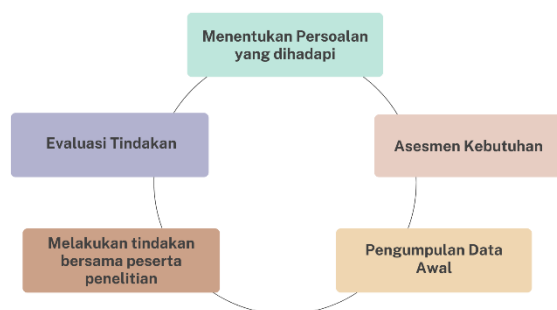 Menentukan Persoalan
yang dihadapi
Asesmen Kebutuhan
Pengumpulan Data
Awal
Melakukan tindakan
bersama peserta
penelitian
Evaluasi Tindakan